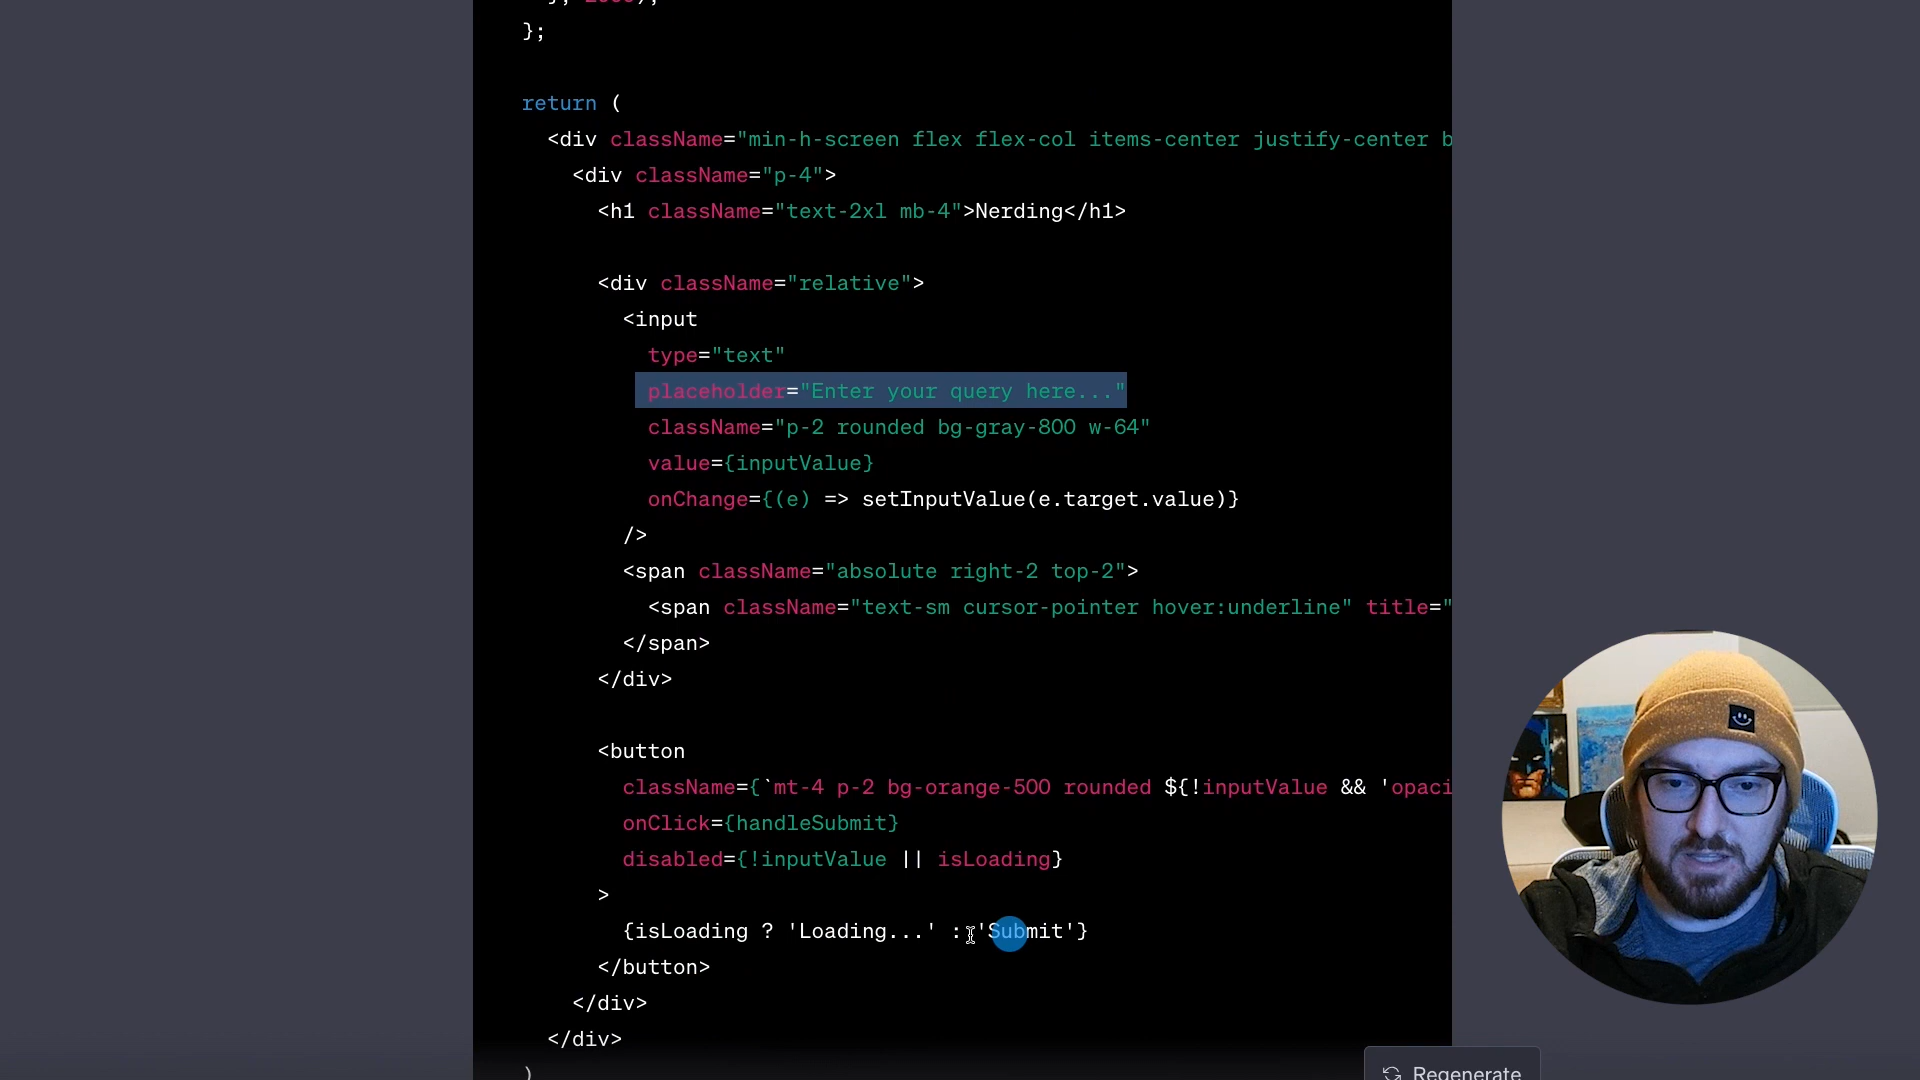 };
return (
<div className="min-h-screen flex flex-col items-center justify-center b
<div className="p-4">
<h1 className="text-2xl mb-4">Nerding</h1>
<div className="relative">
<input
type="text"
placeholder="Enter your query here..."
className="p-2 rounded bg-gray-800 w-64"
value={inputValue}
onChange={(e) => setInputValue(e.target.value)}
/>
<span className="absolute right-2 top-2">
<span className="text-sm cursor-pointer hover:underline" title="
</span>
</div>
<button
className={`mt-4 p-2 bg-orange-500 rounded ${!inputValue && 'opaci
onClick={handleSubmit}
disabled={!inputValue || isLoading}
>
{isLoading ? 'Loading...' : 'Submit'}
</button>
</div>
</div>
)
Regenerate